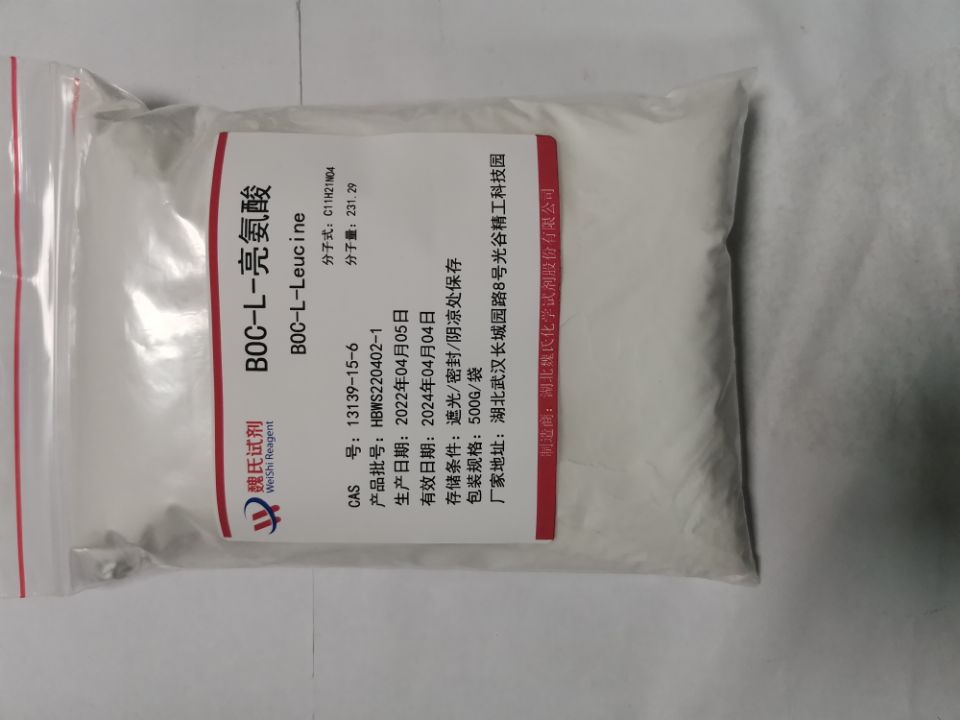 魏氏试剂
WeiShi Reagent
BOC-L-亮氨酸
BOC-L-Leucine
分子式：C11H21NO4
分子量：231.29
CAS 号：13139-15-6
产品批号：HBWS220402-1
生产日期：2022年04月05日
有效日期：2024年04月04日
存储条件：遮光/密封/阴凉处保存
包装规格：500G/袋
厂家地址：湖北武汉长城园路8号光谷精工科技园
制造商：湖北魏氏化学试剂股份有限公司